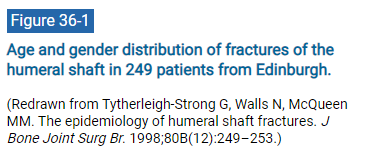 Figure 36-1
Age and gender distribution of fractures of the
humeral shaft in 249 patients from Edinburgh.
(Redrawn from Tytherleigh-Strong G, Walls N, McQueen
MM. The epidemiology of humeral shaft fractures. J
Bone Joint Surg Br. 1998;80B(12):249–253.)